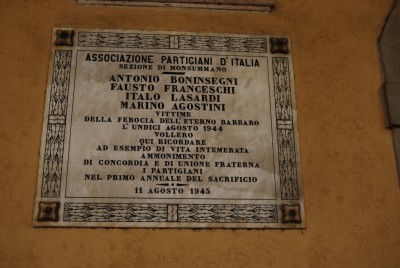 ASSOCIAZIONE PARTIGIANI D'ITALIA
SEZIONE DI MONSUMMANO
ANTONIO BONINSEGNI
FAUSTO FRANCESCHI
ITALO LASARDI
MARINO AGOSTINI
VITTIME
DELLA FEROCIA DELL'ETERNO BARBARO
L'UNDICI AGOSTO 1944
VOLLERO
QUI RICORDARE
AD ESEMPIO DI VITA INTEMERATA
AMMONIMENTO
DI CONCORDIA E DI UNIONE FRATERNA
I PARTIGIANI
NEL PRIMO ANNUALE DEL SACRIFICIO
11 AGOSTO 1945